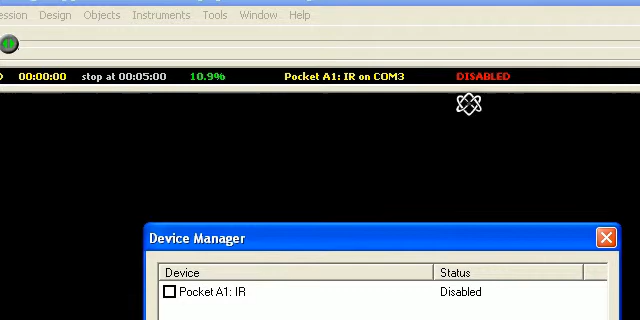 ession Design Objects Instruments Tools Window Help
00:00:00 stop at 00:05:00 10.9% Pocket A1: IR on COM3 DISABLED
Device Manager
Device Status
Pocket A1: IR Disabled